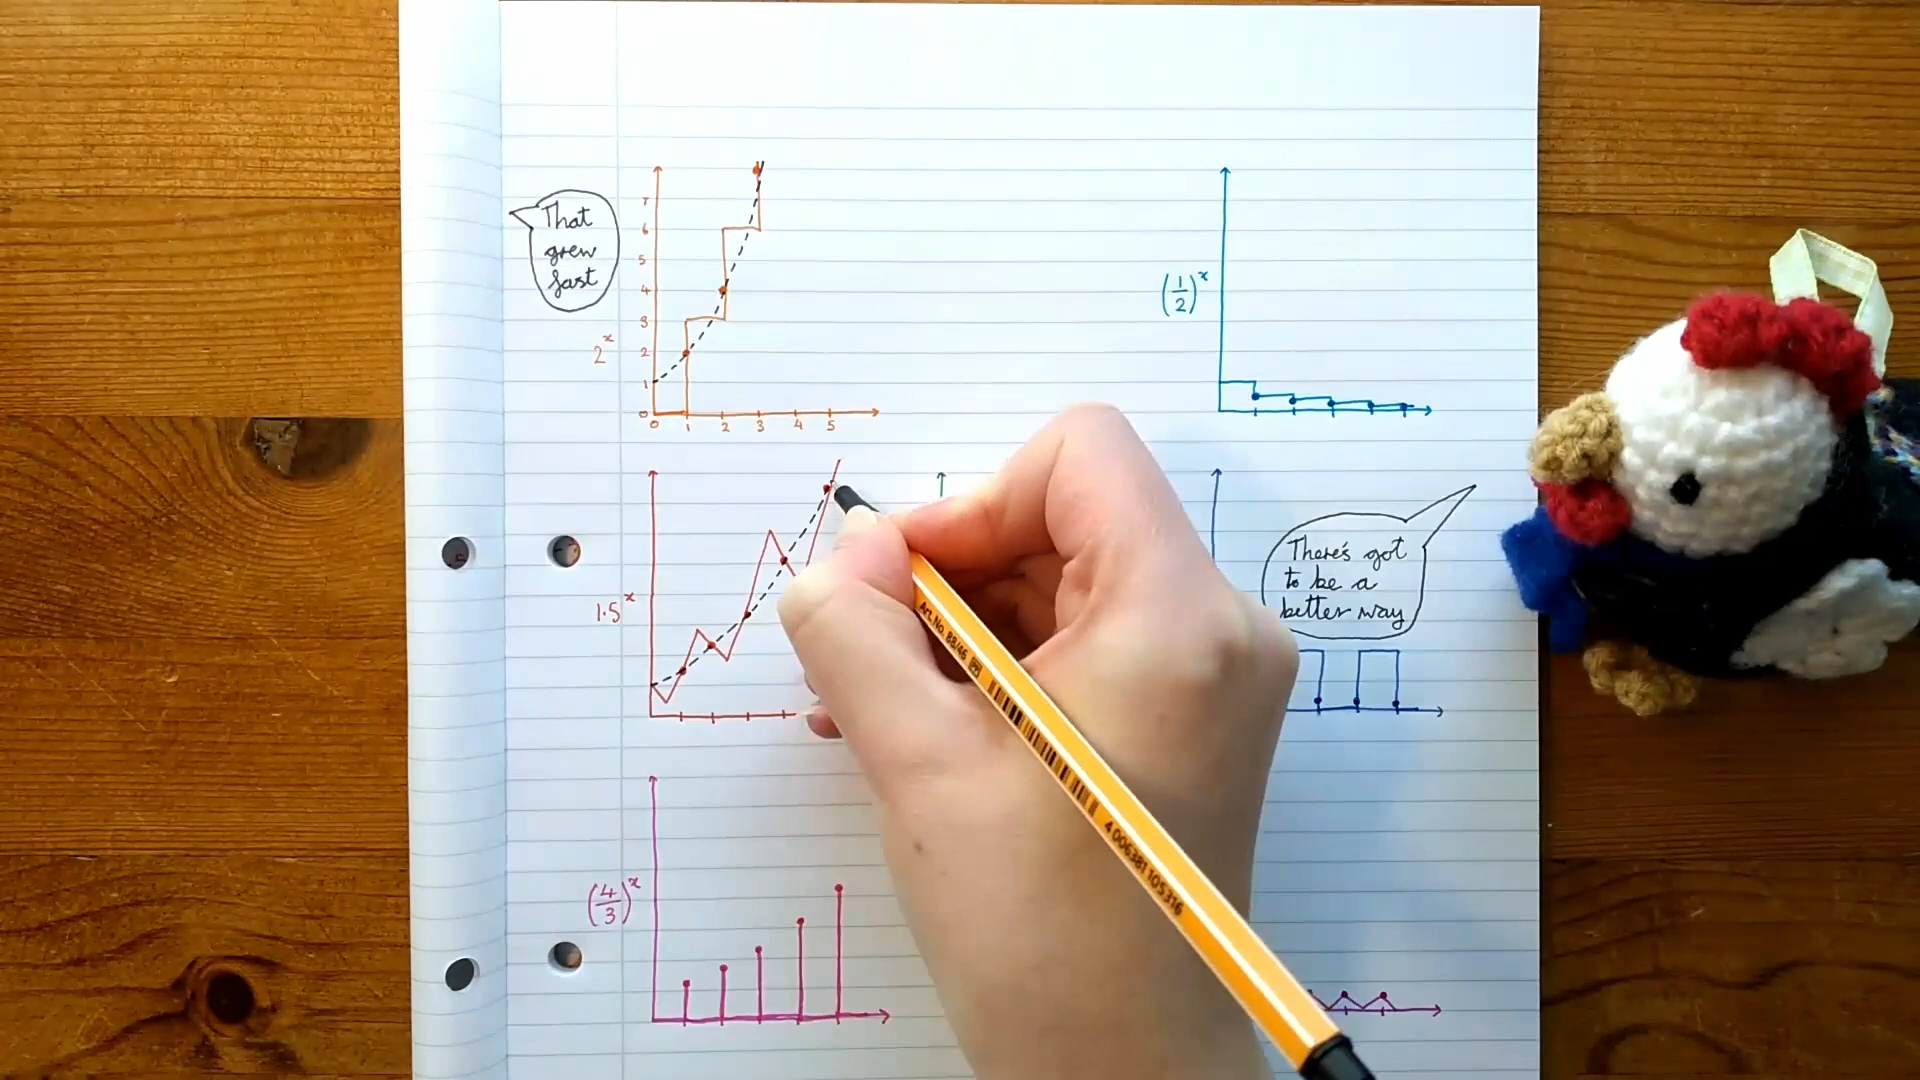 That
grew
fast
2^x
7
6
5
4
3
2
1
0
0 1 2 3 4 5
(1/2)^x
1.5^x
There's got
to be a
better way
(4/3)^x
Art. No. 88/46
4 006381 105316